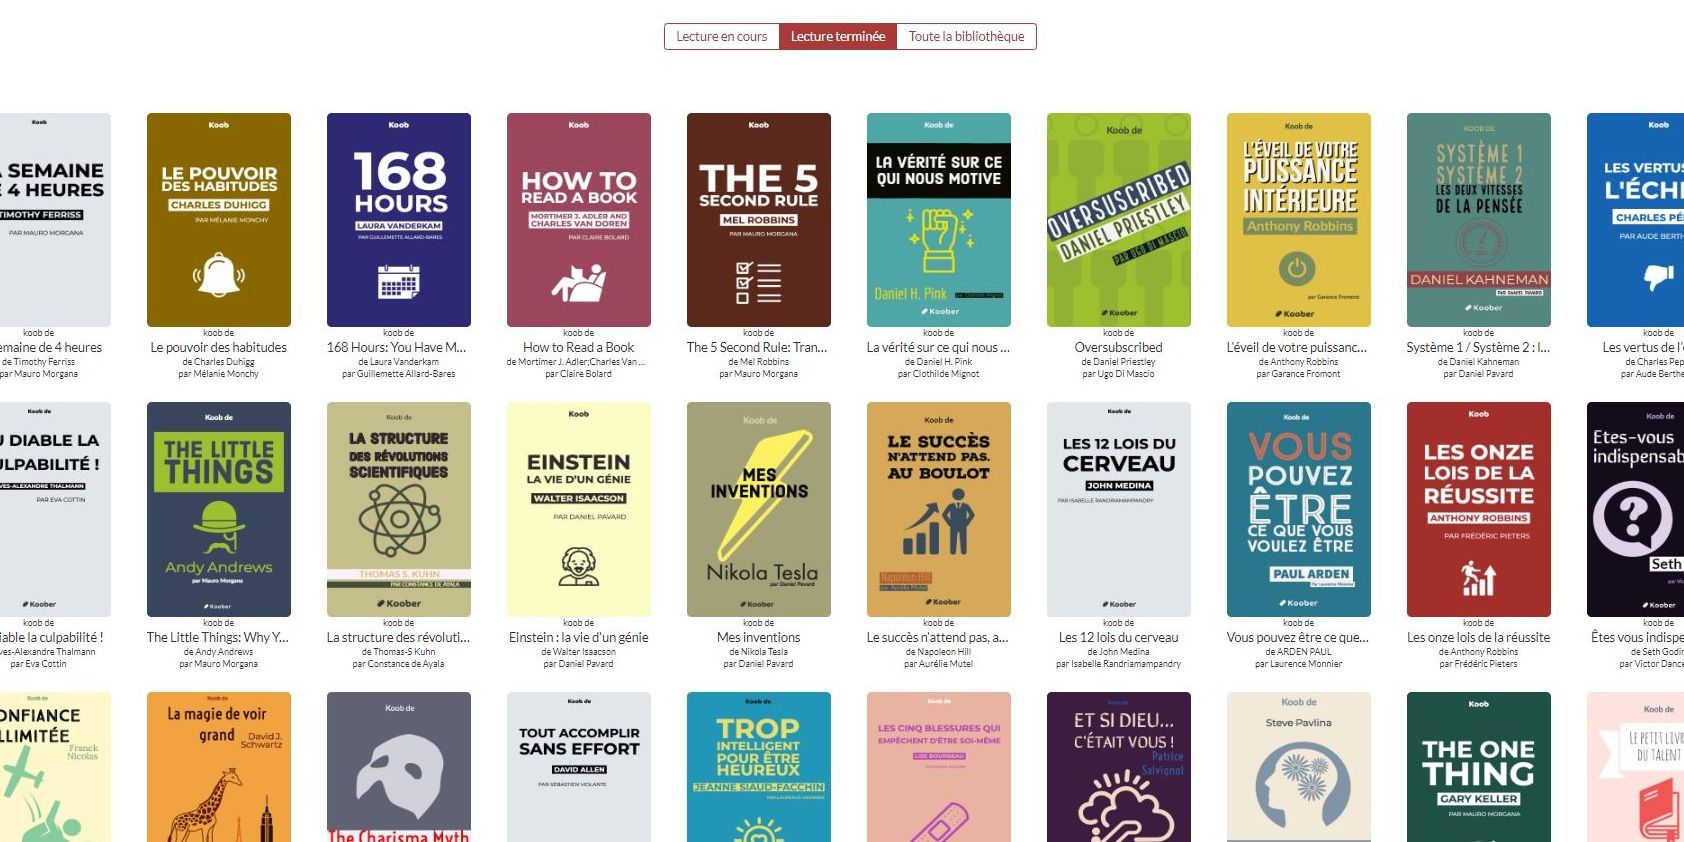 Lecture en cours
Lecture terminée
Toute la bibliothèque
Koob
SEMAINE
4 HEURES
TIMOTHY FERRISS
PAR MAURO MORGANA
koob de
emaine de 4 heures
de Timothy Ferriss
par Mauro Morgana
Koob
LE POUVOIR
DES HABITUDES
CHARLES DUHIGG
PAR MÉLANIE MONCHY
koob de
Le pouvoir des habitudes
de Charles Duhigg
par Mélanie Monchy
Koob
168
HOURS
LAURA VANDERKAM
PAR GUILLEMETTE ALLARD-BARES
koob de
168 Hours: You Have M...
de Laura Vanderkam
par Guillemette Allard-Bares
Koob
HOW TO
READ A BOOK
MORTIMER J. ADLER AND
CHARLES VAN DOREN
PAR CLAIRE BOLARD
koob de
How to Read a Book
de Mortimer J. Adler;Charles Van ...
par Claire Bolard
Koob
THE 5
SECOND RULE
MEL ROBBINS
PAR MAURO MORGANA
koob de
The 5 Second Rule: Tran...
de Mel Robbins
par Mauro Morgana
Koob de
LA VÉRITÉ SUR CE
QUI NOUS MOTIVE
Daniel H. Pink
par Clothilde Mignot
Koober
koob de
La vérité sur ce qui nous ...
de Daniel H. Pink
par Clothilde Mignot
Koob de
OVERSUBSCRIBED
DANIEL PRIESTLEY
PAR UGO DI MASCIO
Koober
koob de
Oversubscribed
de Daniel Priestley
par Ugo Di Mascio
Koob de
L'ÉVEIL DE VOTRE
PUISSANCE
INTÉRIEURE
Anthony Robbins
par Garance Fromont
Koober
koob de
L'éveil de votre puissanc...
de Anthony Robbins
par Garance Fromont
KOOB DE
SYSTÈME 1
SYSTÈME 2
LES DEUX VITESSES
DE LA PENSÉE
DANIEL KAHNEMAN
PAR DANIEL PAVARD
Koober
koob de
Système 1 / Système 2 : l...
de Daniel Kahneman
par Daniel Pavard
Koob
LES VERTUS
L'ÉCHE
CHARLES PÉ
PAR AUDE BERTH
koob de
Les vertus de l'é
de Charles Pep
par Aude Berthe
Koob de
U DIABLE LA
ULPABILITÉ !
VES-ALEXANDRE THALMANN
PAR EVA COTTIN
Koober
koob de
iable la culpabilité !
ves-Alexandre Thalmann
par Eva Cottin
Koob de
THE LITTLE
THINGS
Andy Andrews
par Mauro Morgana
Koober
koob de
The Little Things: Why Y...
de Andy Andrews
par Mauro Morgana
Koob de
LA STRUCTURE
DES RÉVOLUTIONS
SCIENTIFIQUES
THOMAS S. KUHN
PAR CONSTANCE DE AYALA
Koober
koob de
La structure des révoluti...
de Thomas-S Kuhn
par Constance de Ayala
Koob
EINSTEIN
LA VIE D'UN GÉNIE
WALTER ISAACSON
PAR DANIEL PAVARD
koob de
Einstein : la vie d'un génie
de Walter Isaacson
par Daniel Pavard
Koob de
MES
INVENTIONS
Nikola Tesla
par Daniel Pavard
Koober
koob de
Mes inventions
de Nikola Tesla
par Daniel Pavard
Koob de
LE SUCCÈS
N'ATTEND PAS.
AU BOULOT
Napoleon Hill
par Aurélie Mutel
Koober
koob de
Le succès n'attend pas, a...
de Napoleon Hill
par Aurélie Mutel
Koob de
LES 12 LOIS DU
CERVEAU
JOHN MEDINA
PAR ISABELLE RANDRIAMAMPANDRY
Koober
koob de
Les 12 lois du cerveau
de John Medina
par Isabelle Randriamampandry
Koob de
VOUS
POUVEZ
ÊTRE
CE QUE VOUS
VOULEZ ÊTRE
PAUL ARDEN
Par Laurence Monnier
Koober
koob de
Vous pouvez être ce que...
de ARDEN PAUL
par Laurence Monnier
Koob
LES ONZE
LOIS DE LA
RÉUSSITE
ANTHONY ROBBINS
PAR FRÉDÉRIC PIETERS
koob de
Les onze lois de la réussite
de Anthony Robbins
par Frédéric Pieters
Koob de
Etes-vous
indispensab
Seth
Koober
koob de
Êtes vous indispe
de Seth Godin
par Victor Dance
Koob de
ONFIANCE
LLIMITÉE
Franck
Nicolas
Koob de
La magie de voir
grand
David J.
Schwartz
Koob de
The Charisma Myth
Koob de
TOUT ACCOMPLIR
SANS EFFORT
DAVID ALLEN
PAR SÉBASTIEN VIOLANTE
Koob de
TROP
INTELLIGENT
POUR ÊTRE
HEUREUX
JEANNE SIAUD-FACCHIN
PAR LAURENCE MONNIER
Koob de
LES CINQ BLESSURES QUI
EMPÊCHENT D'ÊTRE SOI-MÊME
LISE BOURBEAU
Koob de
ET SI DIEU...
C'ÉTAIT VOUS !
Patrice
Salvignol
Koob de
Steve Pavlina
Koob
THE ONE
THING
GARY KELLER
PAR MAURO MORGANA
Koob de
LE PETIT LIVR
DU TALENT